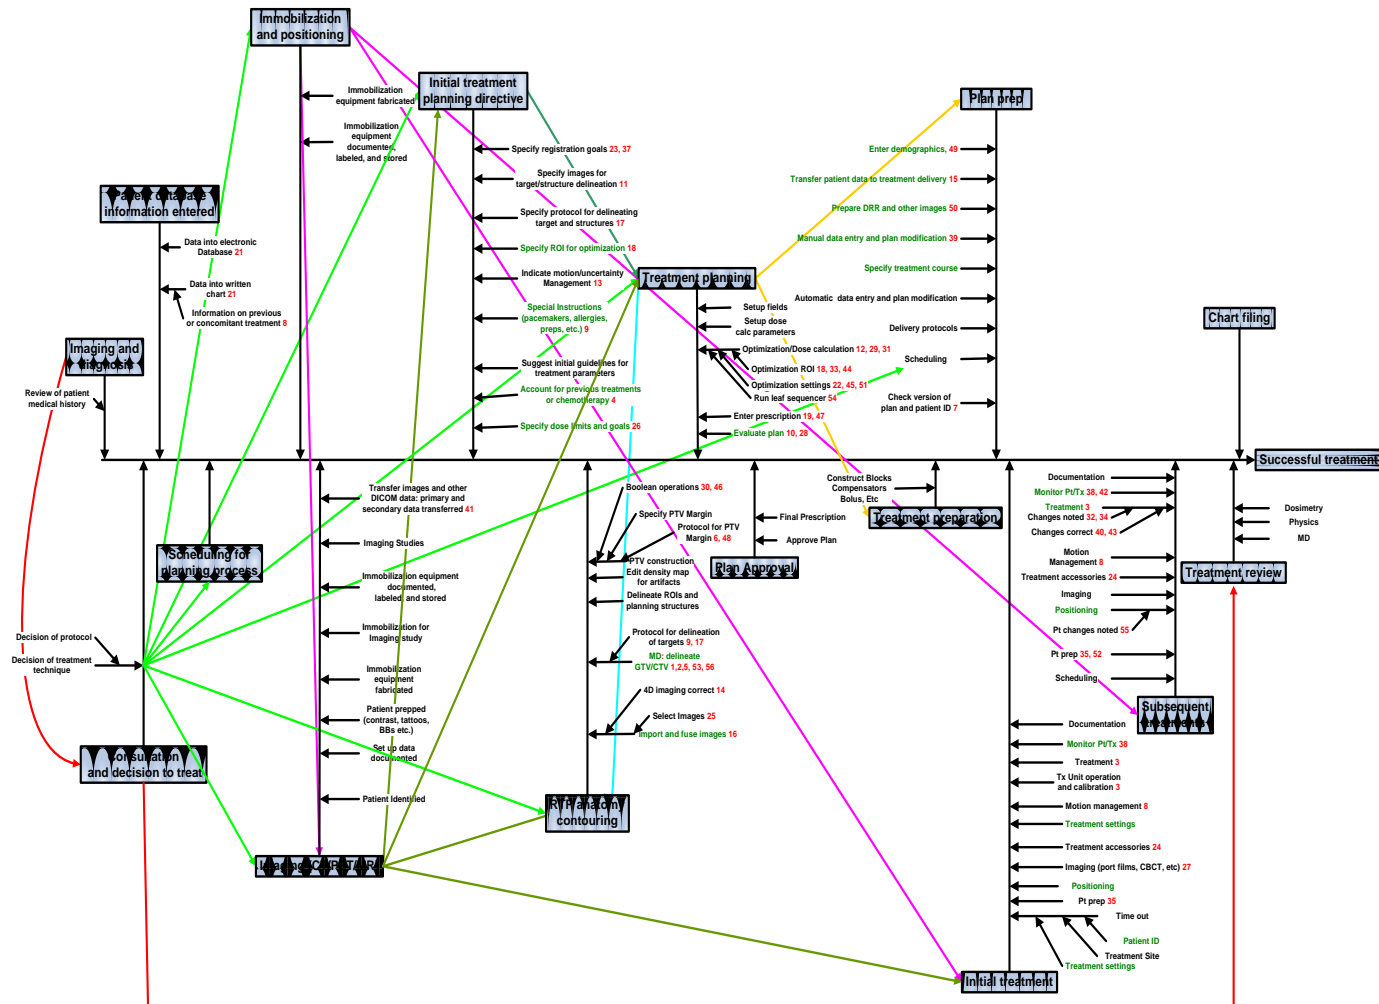 Immobilization
and positioning
Immobilization
equipment fabricated
Immobilization
equipment
documented,
labeled, and stored
Initial treatment
planning directive
Specify registration goals 23, 37
Specify images for
target/structure delineation 11
Specify protocol for delineating
target and structures 17
Specify ROI for optimization 18
Indicate motion/uncertainty
Management 13
Special Instructions
(pacemakers, allergies,
preps, etc.) 9
Suggest initial guidelines for
treatment parameters
Account for previous treatments
or chemotherapy 4
Specify dose limits and goals 26
Patient database
information entered
Data into electronic
Database 21
Data into written
chart 21
Information on previous
or concomitant treatment 8
Imaging and
diagnosis
Review of patient
medical history
Treatment planning
Setup fields
Setup dose
calc parameters
Optimization/Dose calculation 12, 29, 31
Optimization ROI 18, 33, 44
Optimization settings 22, 45, 51
Run leaf sequencer 54
Enter prescription 19, 47
Evaluate plan 10, 28
Plan prep
Enter demographics, 49
Transfer patient data to treatment delivery 15
Prepare DRR and other images 50
Manual data entry and plan modification 39
Specify treatment course
Automatic data entry and plan modification
Delivery protocols
Scheduling
Check version of
plan and patient ID 7
Chart filing
Successful treatment
Scheduling for
planning process
Decision of protocol
Decision of treatment
technique
Consultation
and decision to treat
Transfer images and other
DICOM data: primary and
secondary data transferred 41
Imaging Studies
Immobilization equipment
documented,
labeled, and stored
Immobilization for
Imaging study
Immobilization
equipment
fabricated
Patient prepped
(contrast, tattoos,
BBs etc.)
Set up data
documented
Patient Identified
Boolean operations 30, 46
Specify PTV Margin
Protocol for PTV
Margin 6, 48
PTV construction
Edit density map
for artifacts
Delineate ROIs and
planning structures
Protocol for delineation
of targets 9, 17
MD: delineate
GTV/CTV 1,2,5, 53, 56
4D imaging correct 14
Select Images 25
Import and fuse images 16
RTP anatomy
contouring
Final Prescription
Approve Plan
Plan Approval
Construct Blocks
Compensators
Bolus, Etc
Treatment preparation
Documentation
Monitor Pt/Tx 38, 42
Treatment 3
Changes noted 32, 34
Changes correct 40, 43
Motion
Management 8
Treatment accessories 24
Imaging
Positioning
Pt changes noted 55
Pt prep 35, 52
Scheduling
Subsequent
treatments
Dosimetry
Physics
MD
Treatment review
Documentation
Monitor Pt/Tx 38
Treatment 3
Tx Unit operation
and calibration 3
Motion management 8
Treatment settings
Treatment accessories 24
Imaging (port films, CBCT, etc) 27
Positioning
Pt prep 35
Time out
Patient ID
Treatment Site
Treatment settings
Initial treatment